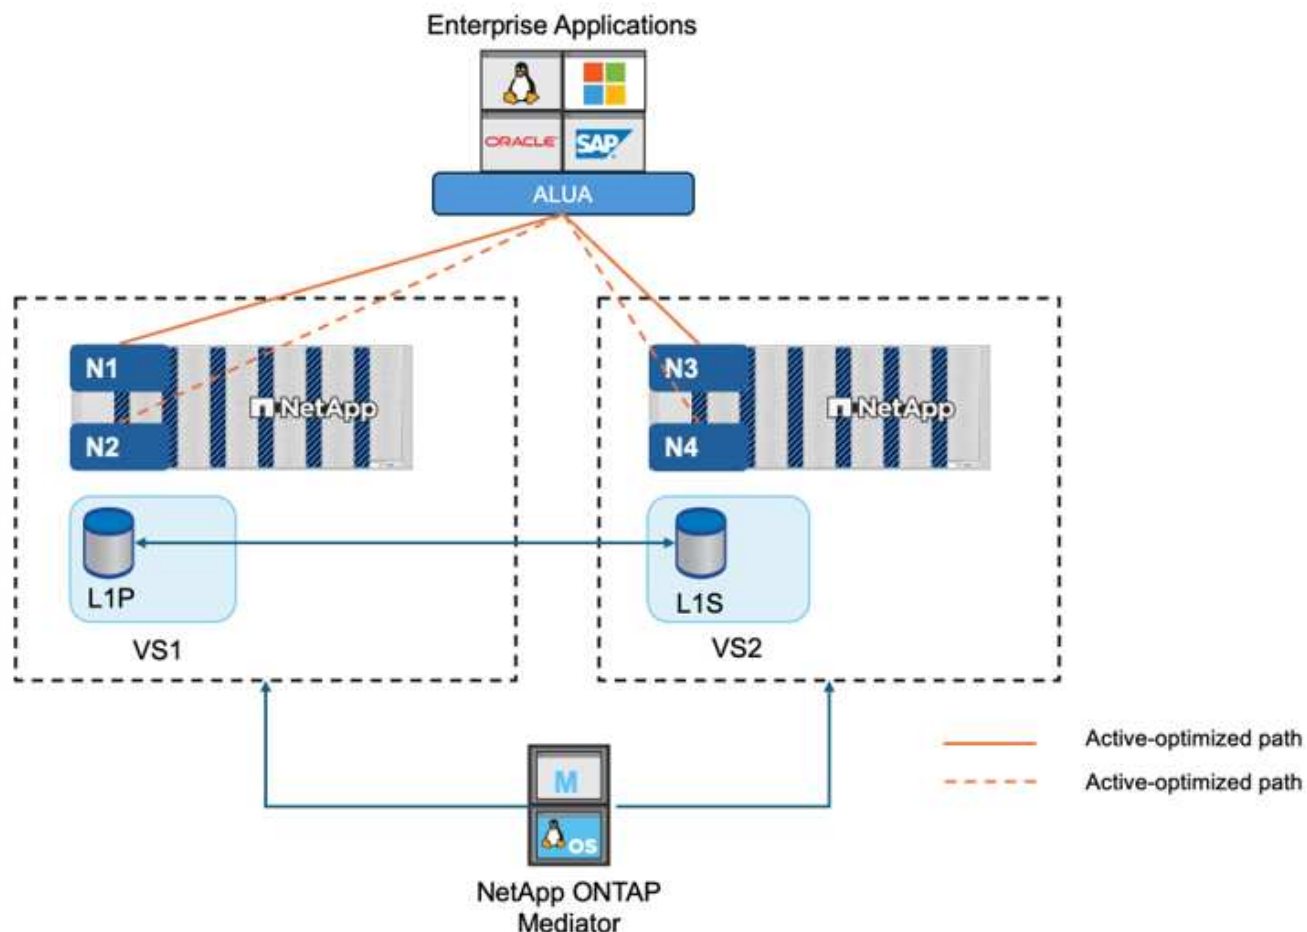 Enterprise Applications
ORACLE
SAP
ALUA
N1
N2
NetApp
N3
N4
NetApp
L1P
VS1
L1S
VS2
Active-optimized path
Active-optimized path
M
OS
NetApp ONTAP
Mediator